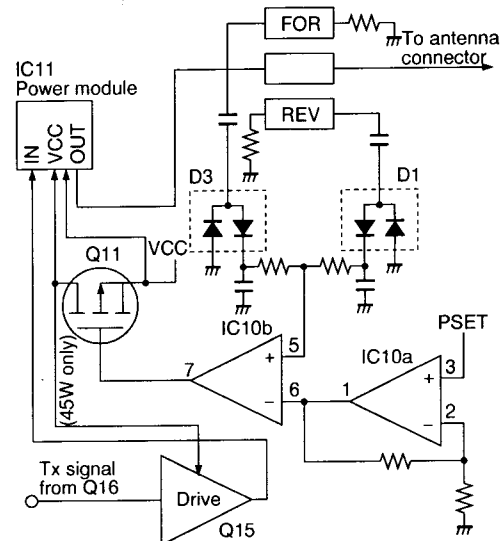 FOR
To antenna
connector
IC11
Power module
REV
IN
VCC
OUT
D3
D1
Q11
VCC
PSET
IC10b
IC10a
5
+
7
6
−
1
3
+
2
−
(45W only)
Tx signal
from Q16
Drive
Q15